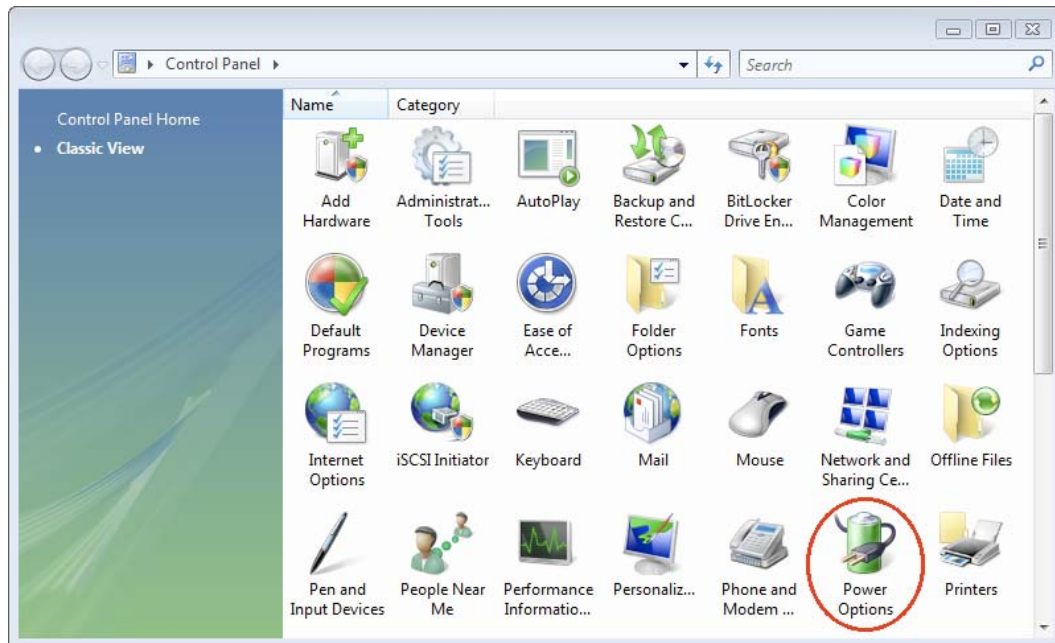 Control Panel
Search
Control Panel Home
Classic View
Name Category
Add Hardware
Administrat... Tools
AutoPlay
Backup and Restore C...
BitLocker Drive En...
Color Management
Date and Time
Default Programs
Device Manager
Ease of Acce...
Folder Options
Fonts
Game Controllers
Indexing Options
Internet Options
iSCSI Initiator
Keyboard
Mail
Mouse
Network and Sharing Ce...
Offline Files
Pen and Input Devices
People Near Me
Performance Informatio...
Personaliz...
Phone and Modem ...
Power Options
Printers